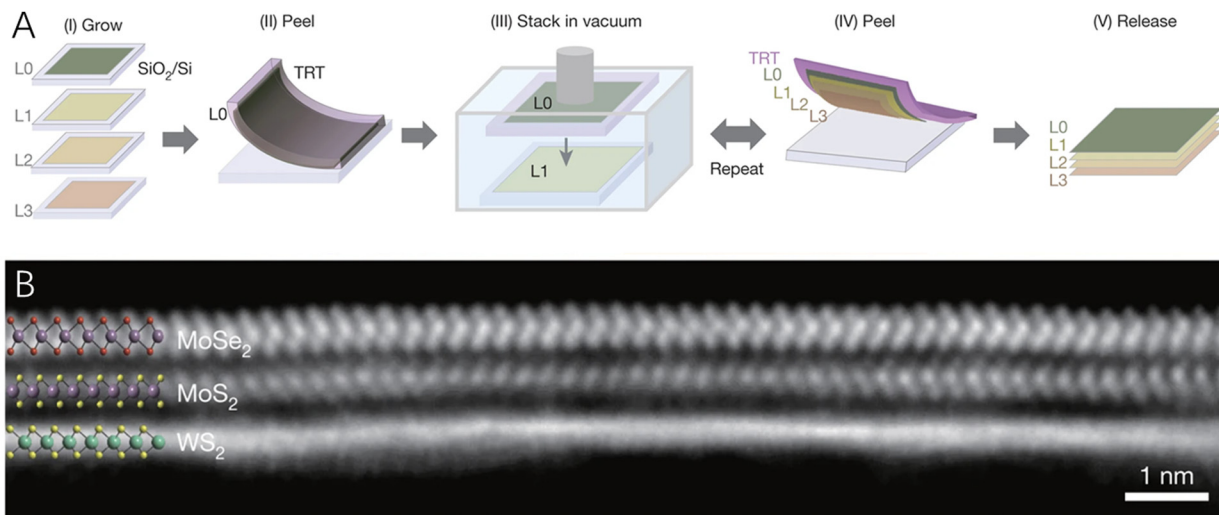 A
(I) Grow
(II) Peel
(III) Stack in vacuum
(IV) Peel
(V) Release
L0
SiO2/Si
L1
L2
L3
TRT
L0
L0
L1
Repeat
TRT
L0
L1
L2
L3
L0
L1
L2
L3
B
MoSe2
MoS2
WS2
1 nm